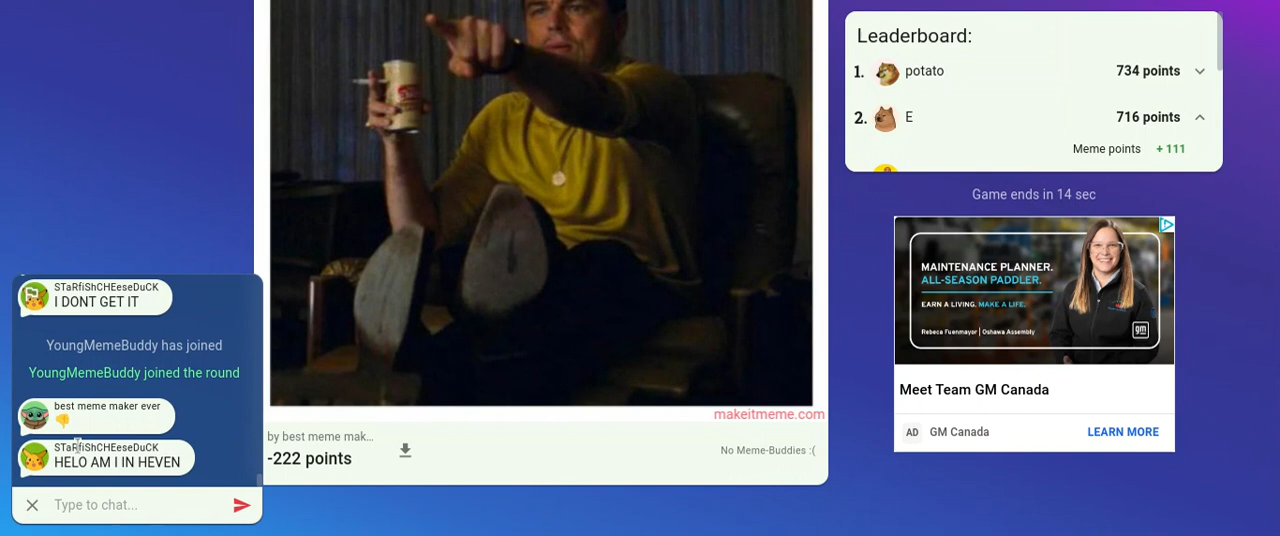 STaRfiShCHEeseDuCK
I DONT GET IT
YoungMemeBuddy has joined
YoungMemeBuddy joined the round
best meme maker ever
STaRfiShCHEeseDuCK
HELO AM I IN HEVEN
Type to chat...
makeitmeme.com
by best meme mak...
-222 points
No Meme-Buddies :(
Leaderboard:
1. potato 734 points
2. E 716 points
Meme points + 111
Game ends in 14 sec
MAINTENANCE PLANNER.
ALL-SEASON PADDLER.
EARN A LIVING. MAKE A LIFE.
Rebeca Fuenmayor | Oshawa Assembly
gm
Meet Team GM Canada
AD GM Canada LEARN MORE